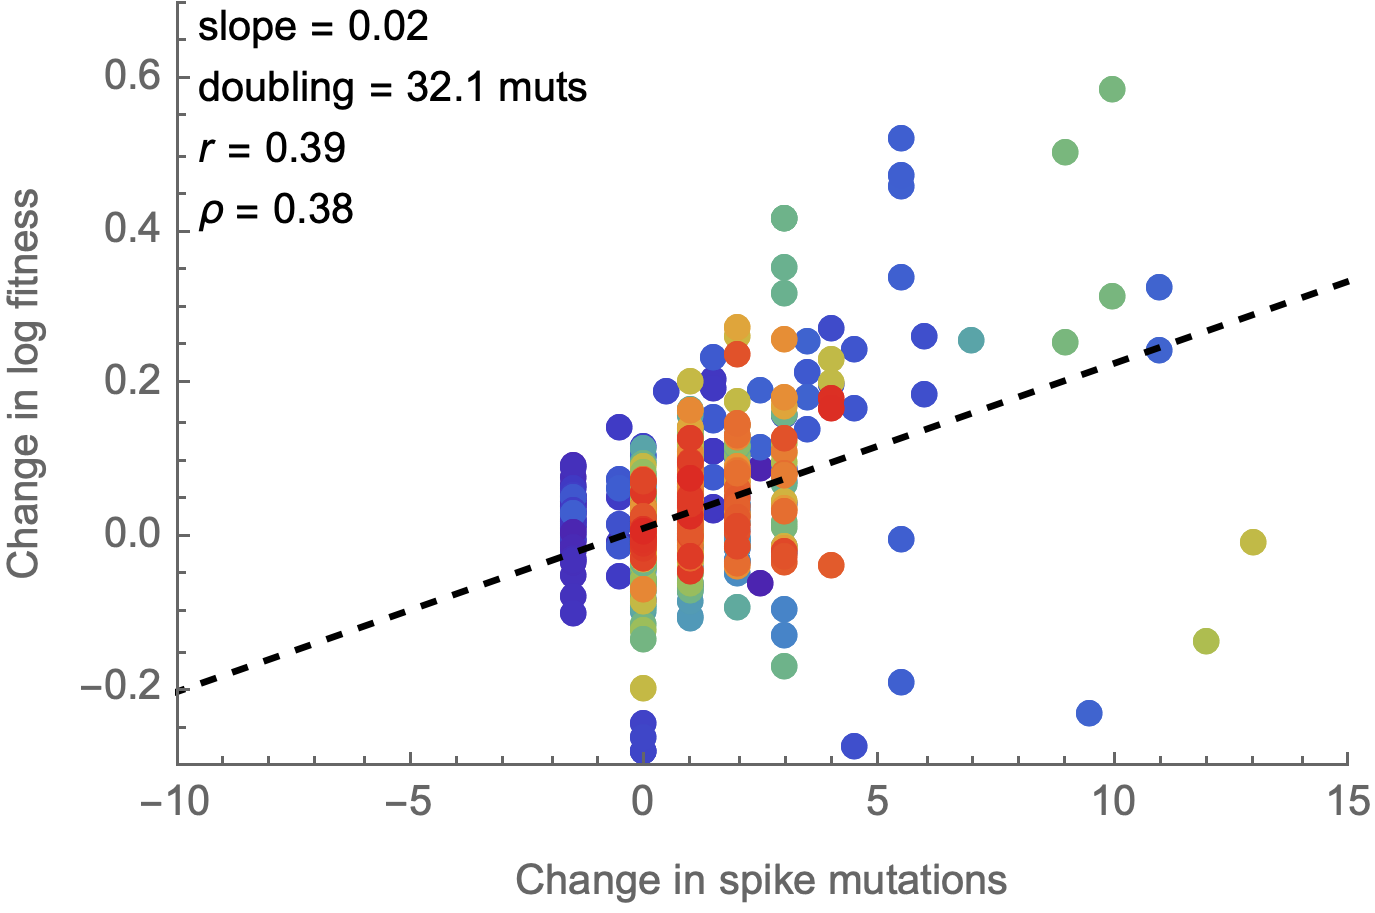 slope = 0.02
doubling = 32.1 muts
r = 0.39
ρ = 0.38
Change in log fitness
0.6
0.4
0.2
0.0
−0.2
−10 −5 0 5 10 15
Change in spike mutations